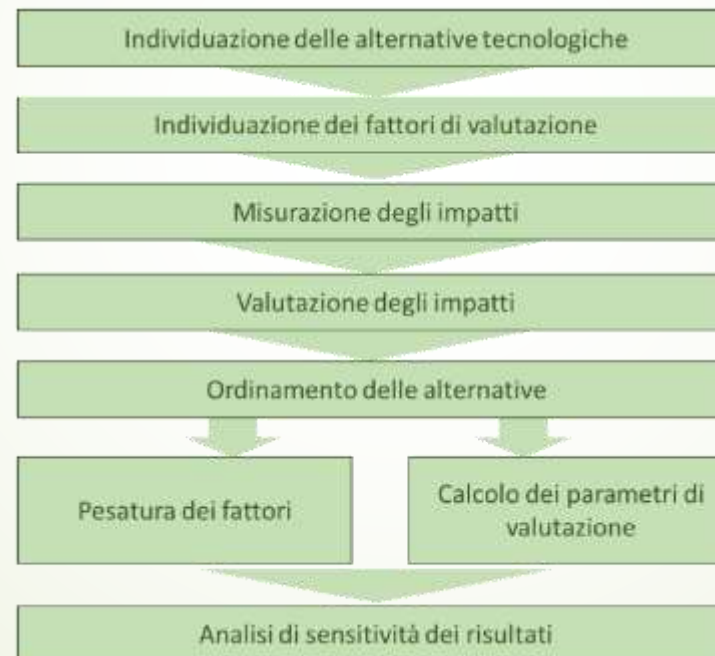 Individuazione delle alternative tecnologiche
Individuazione dei fattori di valutazione
Misurazione degli impatti
Valutazione degli impatti
Ordinamento delle alternative
Pesatura dei fattori
Calcolo dei parametri di
valutazione
Analisi di sensitività dei risultati